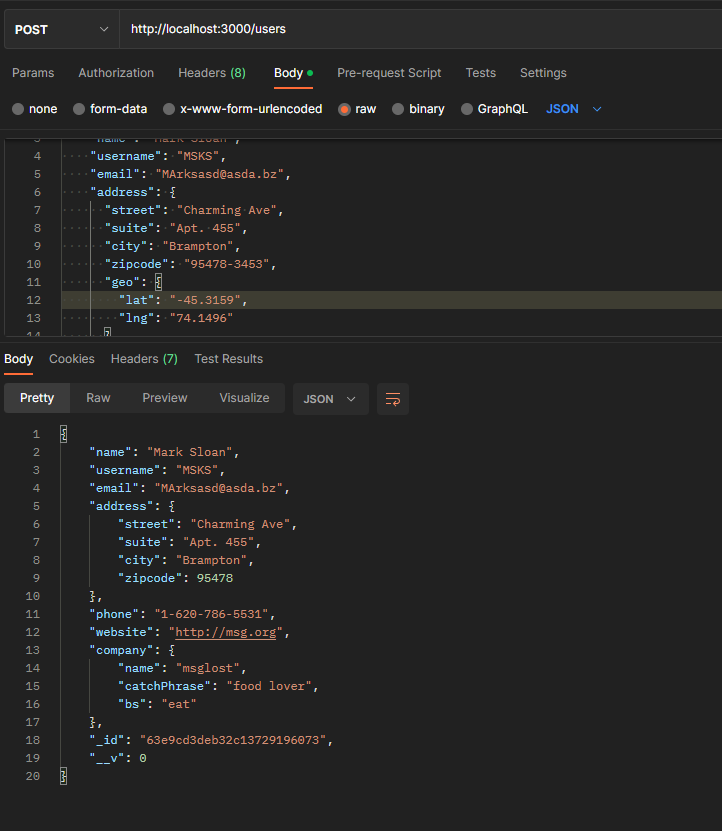 POST http://localhost:3000/users
Params Authorization Headers (8) Body Pre-request Script Tests Settings
none form-data x-www-form-urlencoded raw binary GraphQL JSON
3 "name": "Mark Sloan",
4 "username": "MSKS",
5 "email": "MArksasd@asda.bz",
6 "address": {
7 "street": "Charming Ave",
8 "suite": "Apt. 455",
9 "city": "Brampton",
10 "zipcode": "95478-3453",
11 "geo": {
12 "lat": "-45.3159",
13 "lng": "74.1496"
14 }
Body Cookies Headers (7) Test Results
Pretty Raw Preview Visualize JSON
1 {
2 "name": "Mark Sloan",
3 "username": "MSKS",
4 "email": "MArksasd@asda.bz",
5 "address": {
6 "street": "Charming Ave",
7 "suite": "Apt. 455",
8 "city": "Brampton",
9 "zipcode": 95478
10 },
11 "phone": "1-620-786-5531",
12 "website": "http://msg.org",
13 "company": {
14 "name": "msglost",
15 "catchPhrase": "food lover",
16 "bs": "eat"
17 },
18 "_id": "63e9cd3deb32c13729196073",
19 "__v": 0
20 }